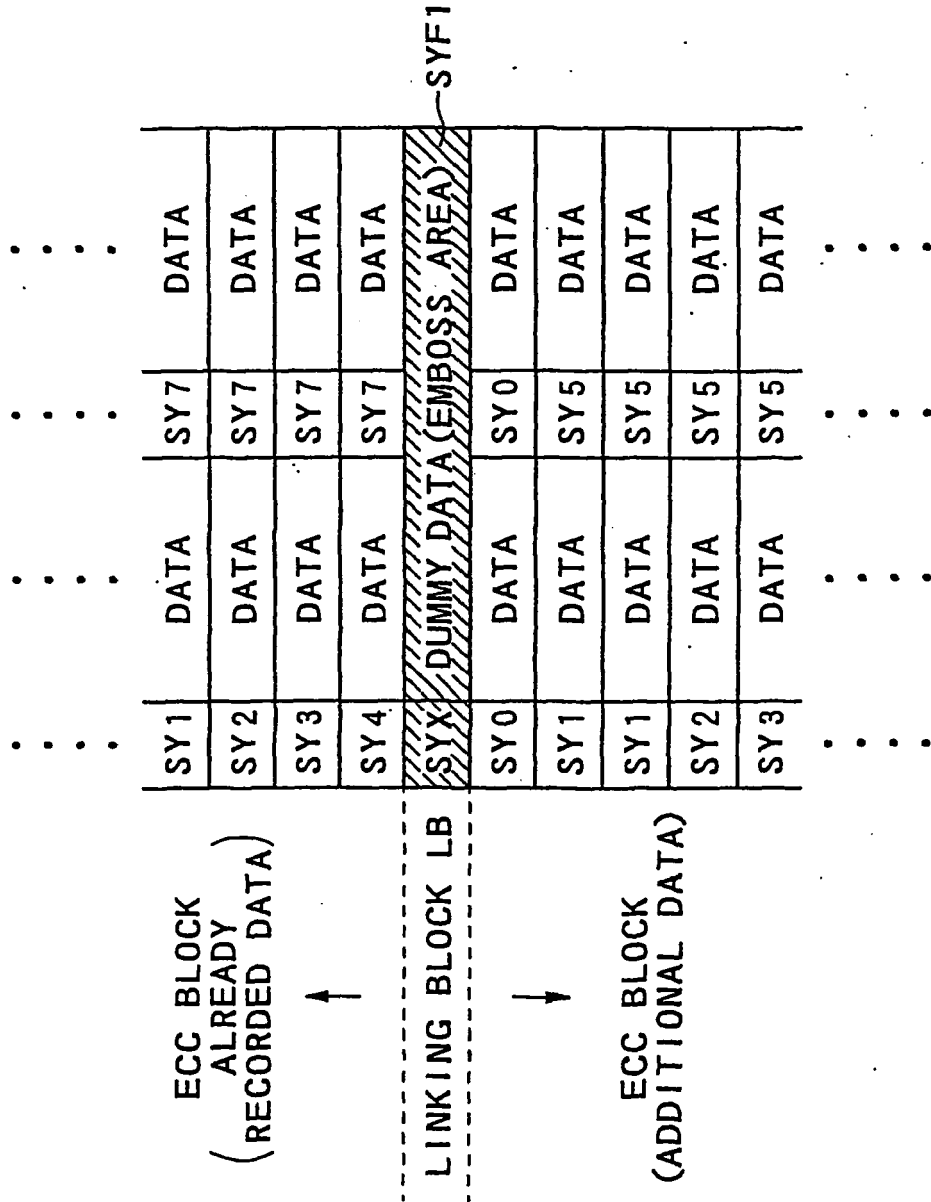 ECC BLOCK
ALREADY
(RECORDED DATA)
SY1 DATA SY7 DATA
SY2 DATA SY7 DATA
SY3 DATA SY7 DATA
SY4 DATA SY7 DATA
LINKING BLOCK LB SYX DUMMY DATA (EMBOSS AREA) SYF1
SY0 DATA SY0 DATA
SY1 DATA SY5 DATA
SY1 DATA SY5 DATA
SY2 DATA SY5 DATA
SY3 DATA SY5 DATA
ECC BLOCK
(ADDITIONAL DATA)